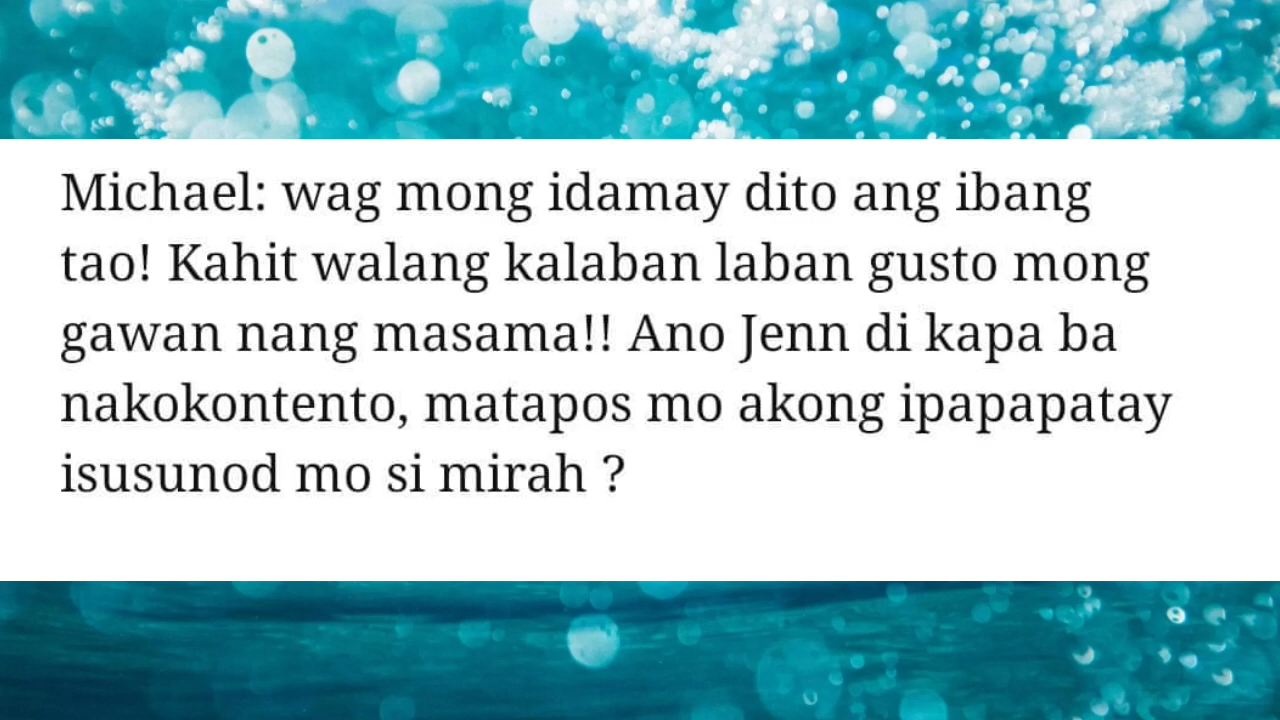 Michael: wag mong idamay dito ang ibang
tao! Kahit walang kalaban laban gusto mong
gawan nang masama!! Ano Jenn di kapa ba
nakokontento, matapos mo akong ipapapatay
isusunod mo si mirah ?